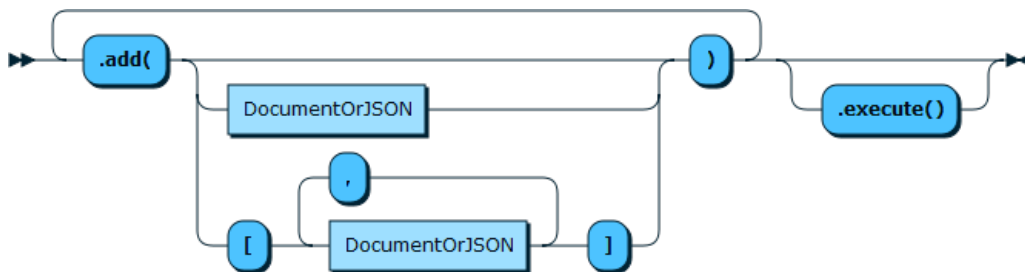 .add( )
DocumentOrJSON .execute()
,
[ DocumentOrJSON ]